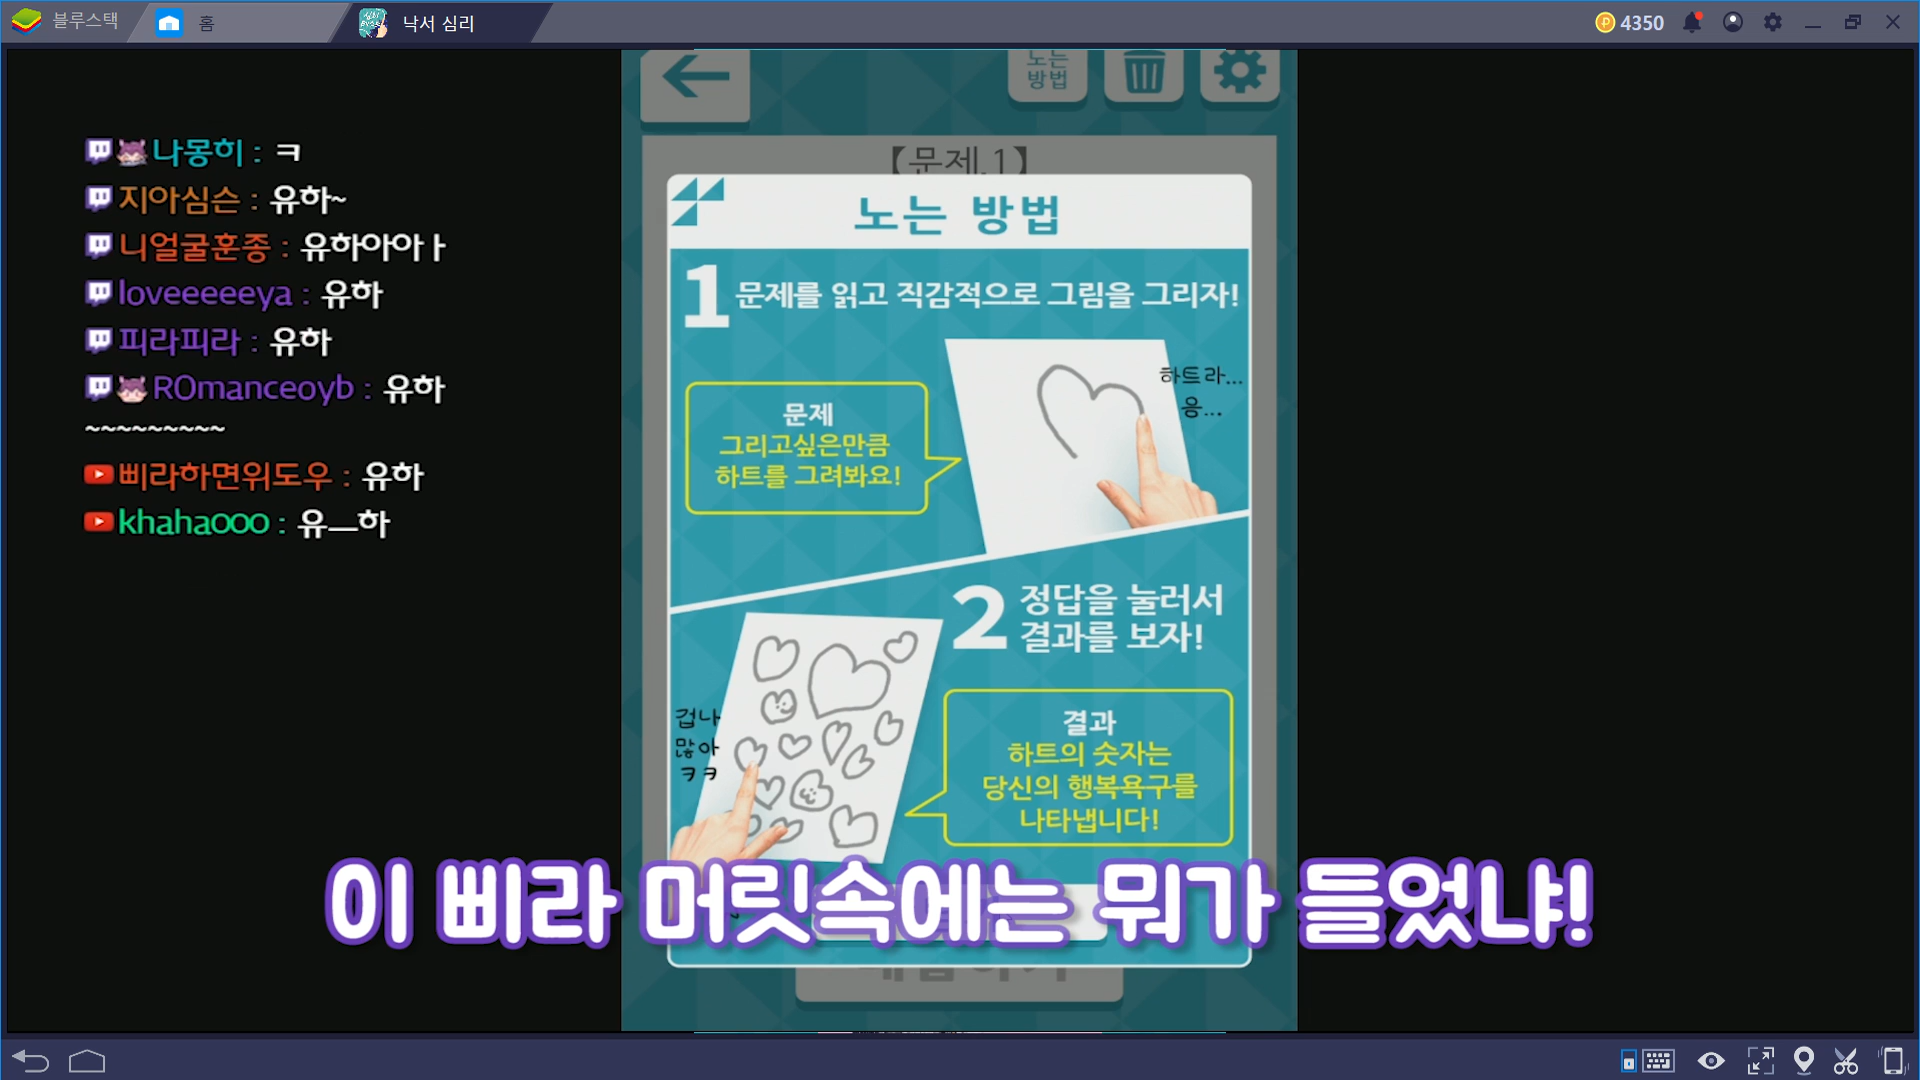 블루스택
홈
낙서 심리
4350
노는
방법
【문제.1】
나몽히 : ㅋ
지아심슨 : 유하~
니얼굴훈종 : 유하아아ㅏ
loveeeeeya : 유하
피라피라 : 유하
ROmanceoyb : 유하
~~~~~~~~~
삐라하면위도우 : 유하
khahaooo : 유ㅡ하
노는 방법
1 문제를 읽고 직감적으로 그림을 그리자!
하트라...
응...
문제
그리고싶은만큼
하트를 그려봐요!
2 정답을 눌러서
결과를 보자!
겁나
많아
ㅋㅋ
결과
하트의 숫자는
당신의 행복욕구를
나타냅니다!
이 삐라 머릿속에는 뭐가 들었냐!